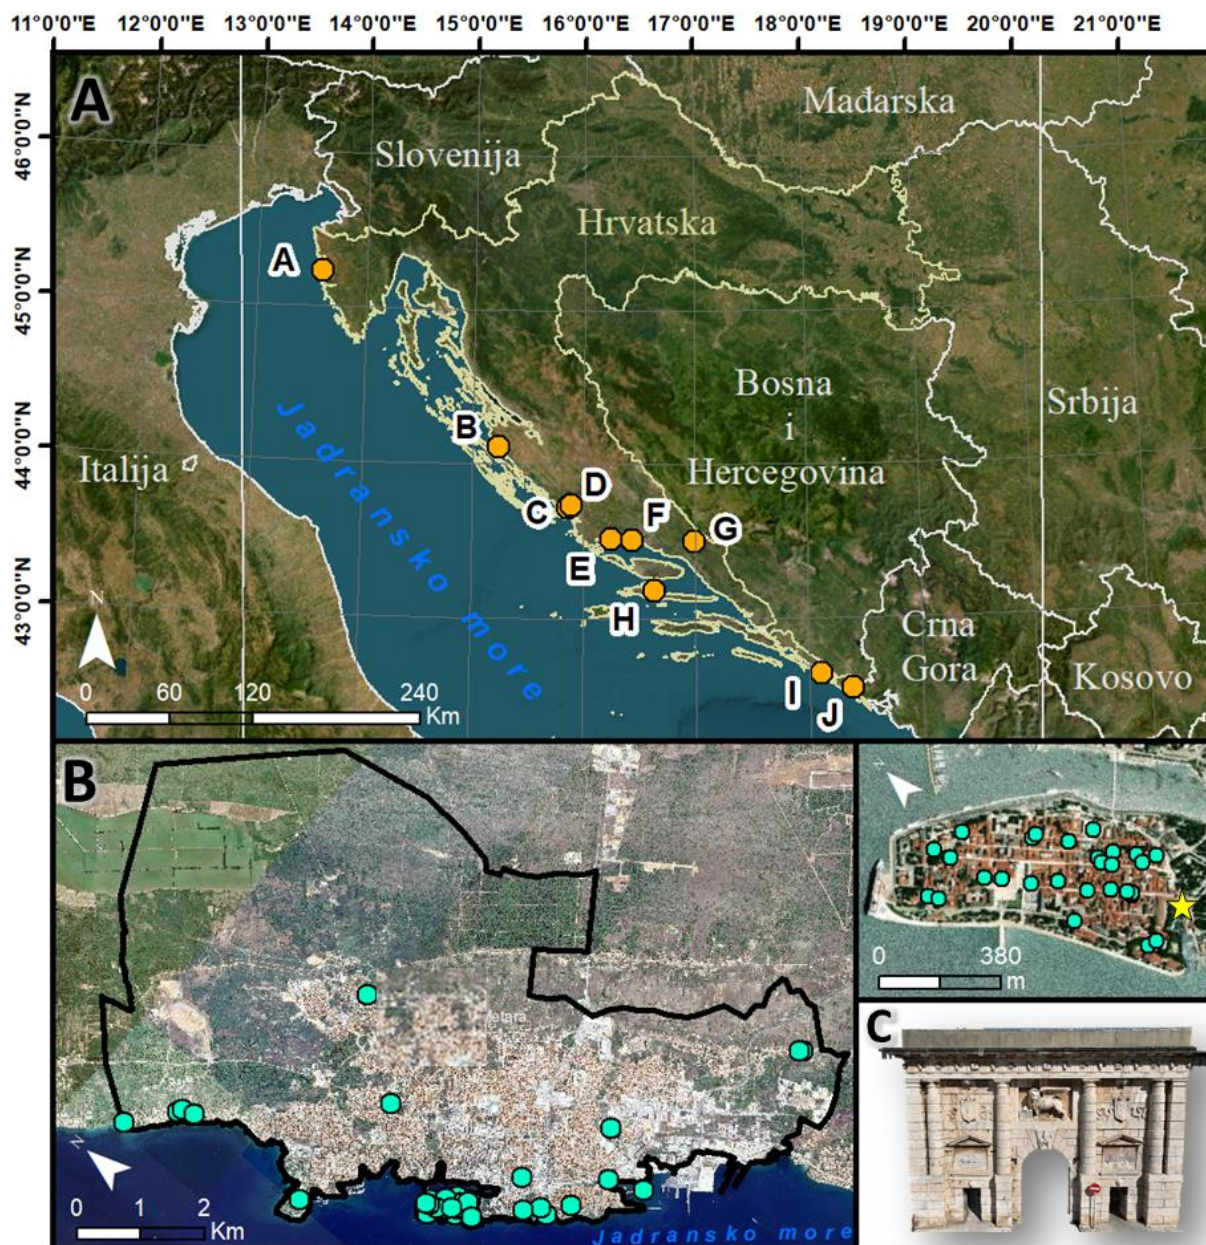 11°0'0"E 12°0'0"E 13°0'0"E 14°0'0"E 15°0'0"E 16°0'0"E 17°0'0"E 18°0'0"E 19°0'0"E 20°0'0"E 21°0'0"E
46°0'0"N
45°0'0"N
44°0'0"N
43°0'0"N
A
Mađarska
Slovenija
Hrvatska
A
Bosna
i
Hercegovina
Srbija
B
Italija
Jadransko more
D
C
F
G
E
H
N
Crna
Gora
Kosovo
I
J
0 60 120 240
Km
B
N
0 1 2
Km
Jadransko more
N
0 380
m
C